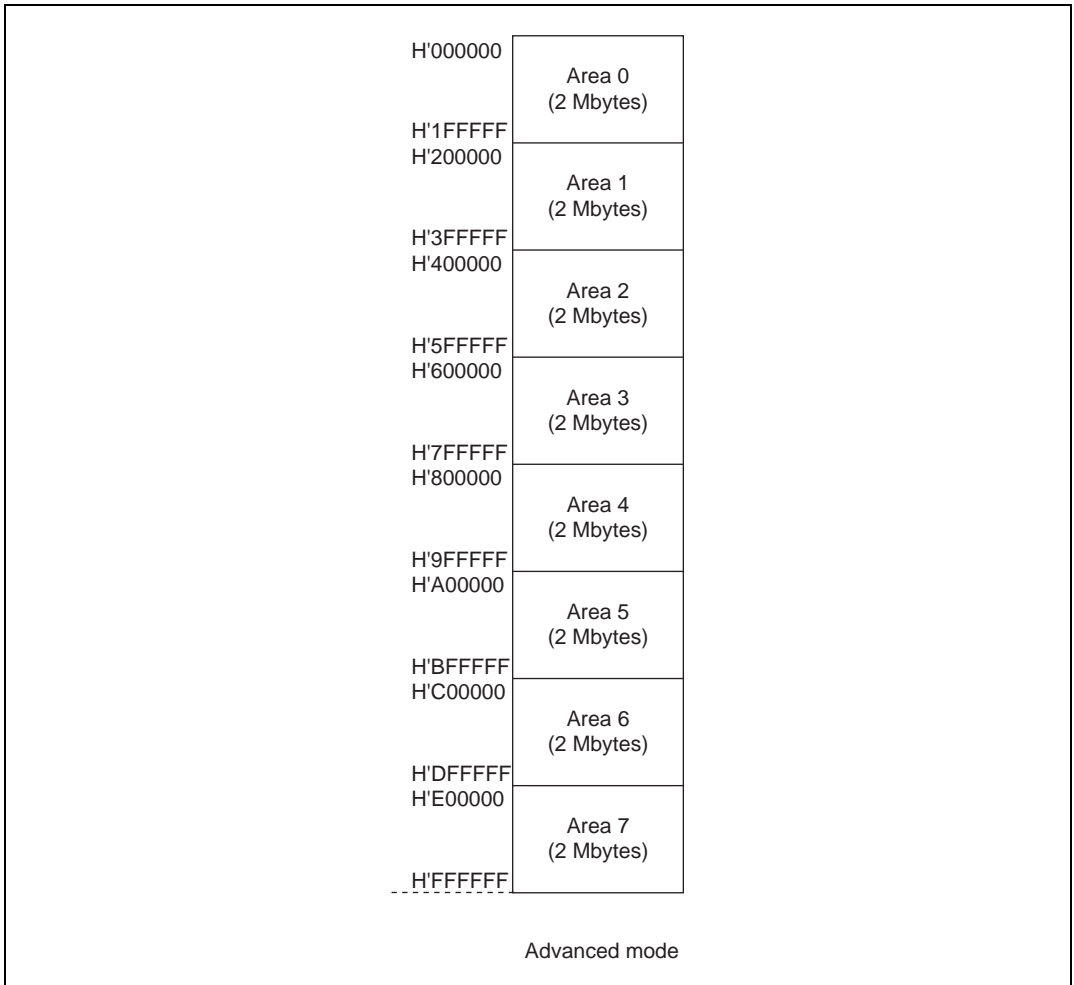 H'000000
Area 0
(2 Mbytes)
H'1FFFFF
H'200000
Area 1
(2 Mbytes)
H'3FFFFF
H'400000
Area 2
(2 Mbytes)
H'5FFFFF
H'600000
Area 3
(2 Mbytes)
H'7FFFFF
H'800000
Area 4
(2 Mbytes)
H'9FFFFF
H'A00000
Area 5
(2 Mbytes)
H'BFFFFF
H'C00000
Area 6
(2 Mbytes)
H'DFFFFF
H'E00000
Area 7
(2 Mbytes)
H'FFFFFF
Advanced mode